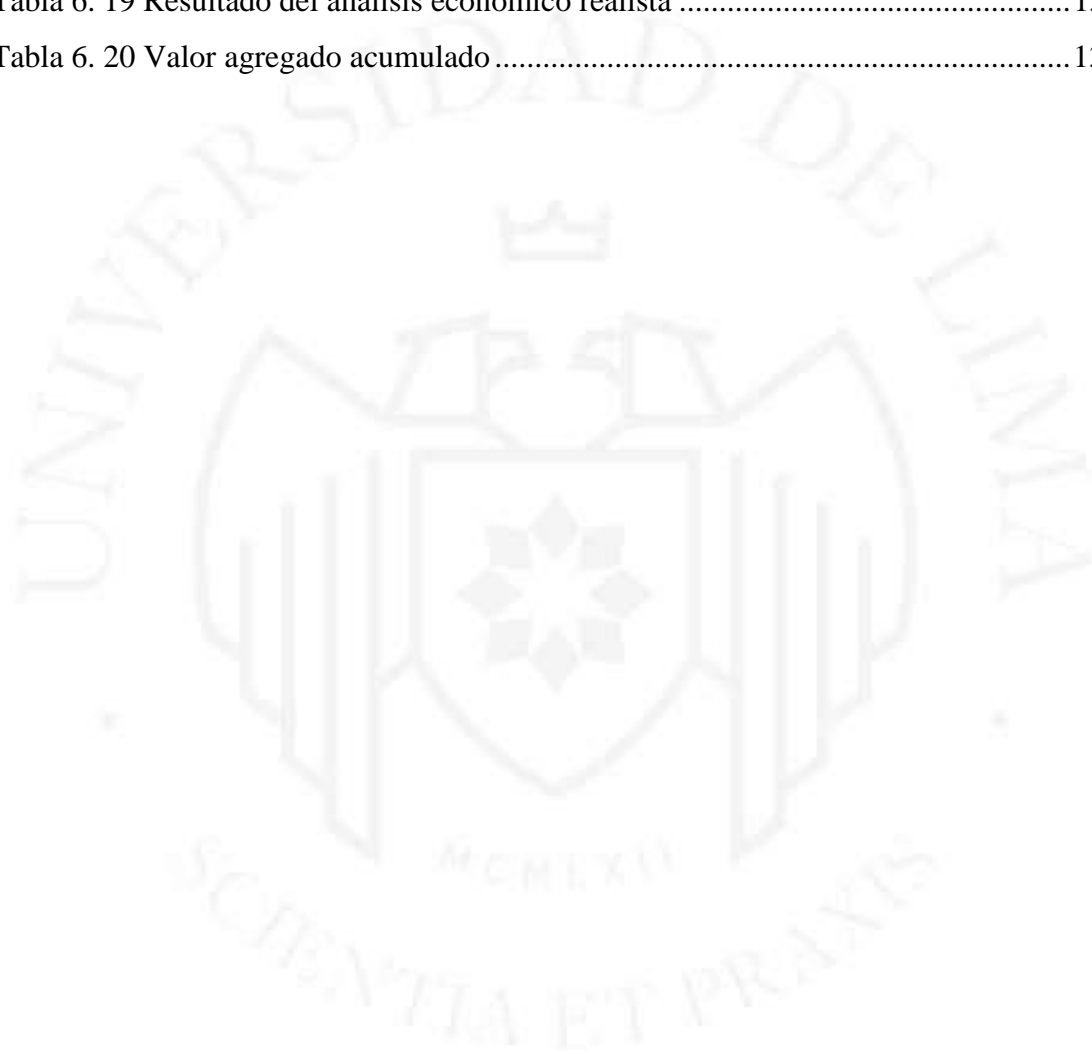 Tabla 6. 19 Resultado del análisis económico realista
Tabla 6. 20 Valor agregado acumulado
UNIVERSIDAD DE LIMA
MCMLXII
SCIENTIA ET PRAXIS